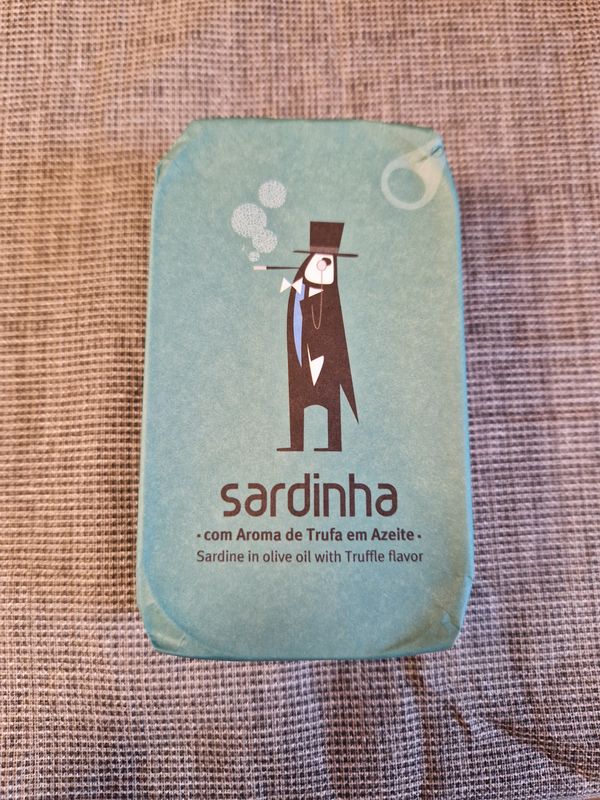 sardinha
• com Aroma de Trufa em Azeite •
Sardine in olive oil with Truffle flavor